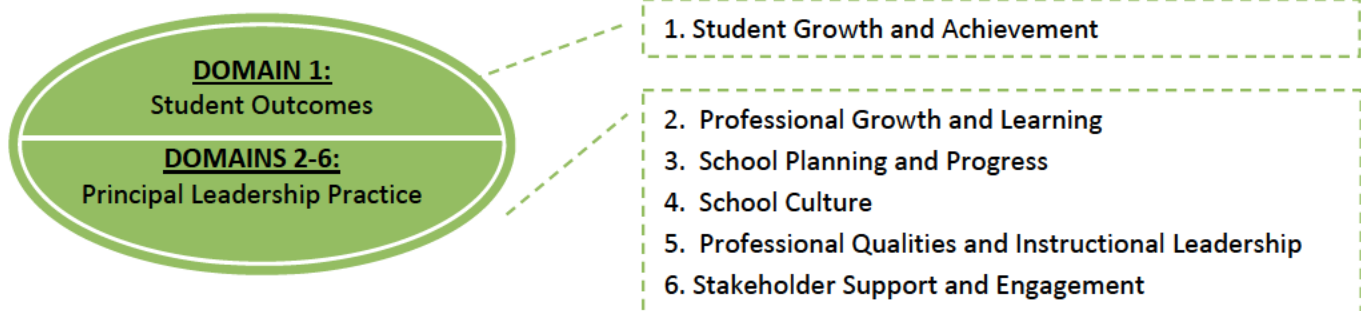 DOMAIN 1:
Student Outcomes
DOMAINS 2-6:
Principal Leadership Practice
1. Student Growth and Achievement
2. Professional Growth and Learning
3. School Planning and Progress
4. School Culture
5. Professional Qualities and Instructional Leadership
6. Stakeholder Support and Engagement